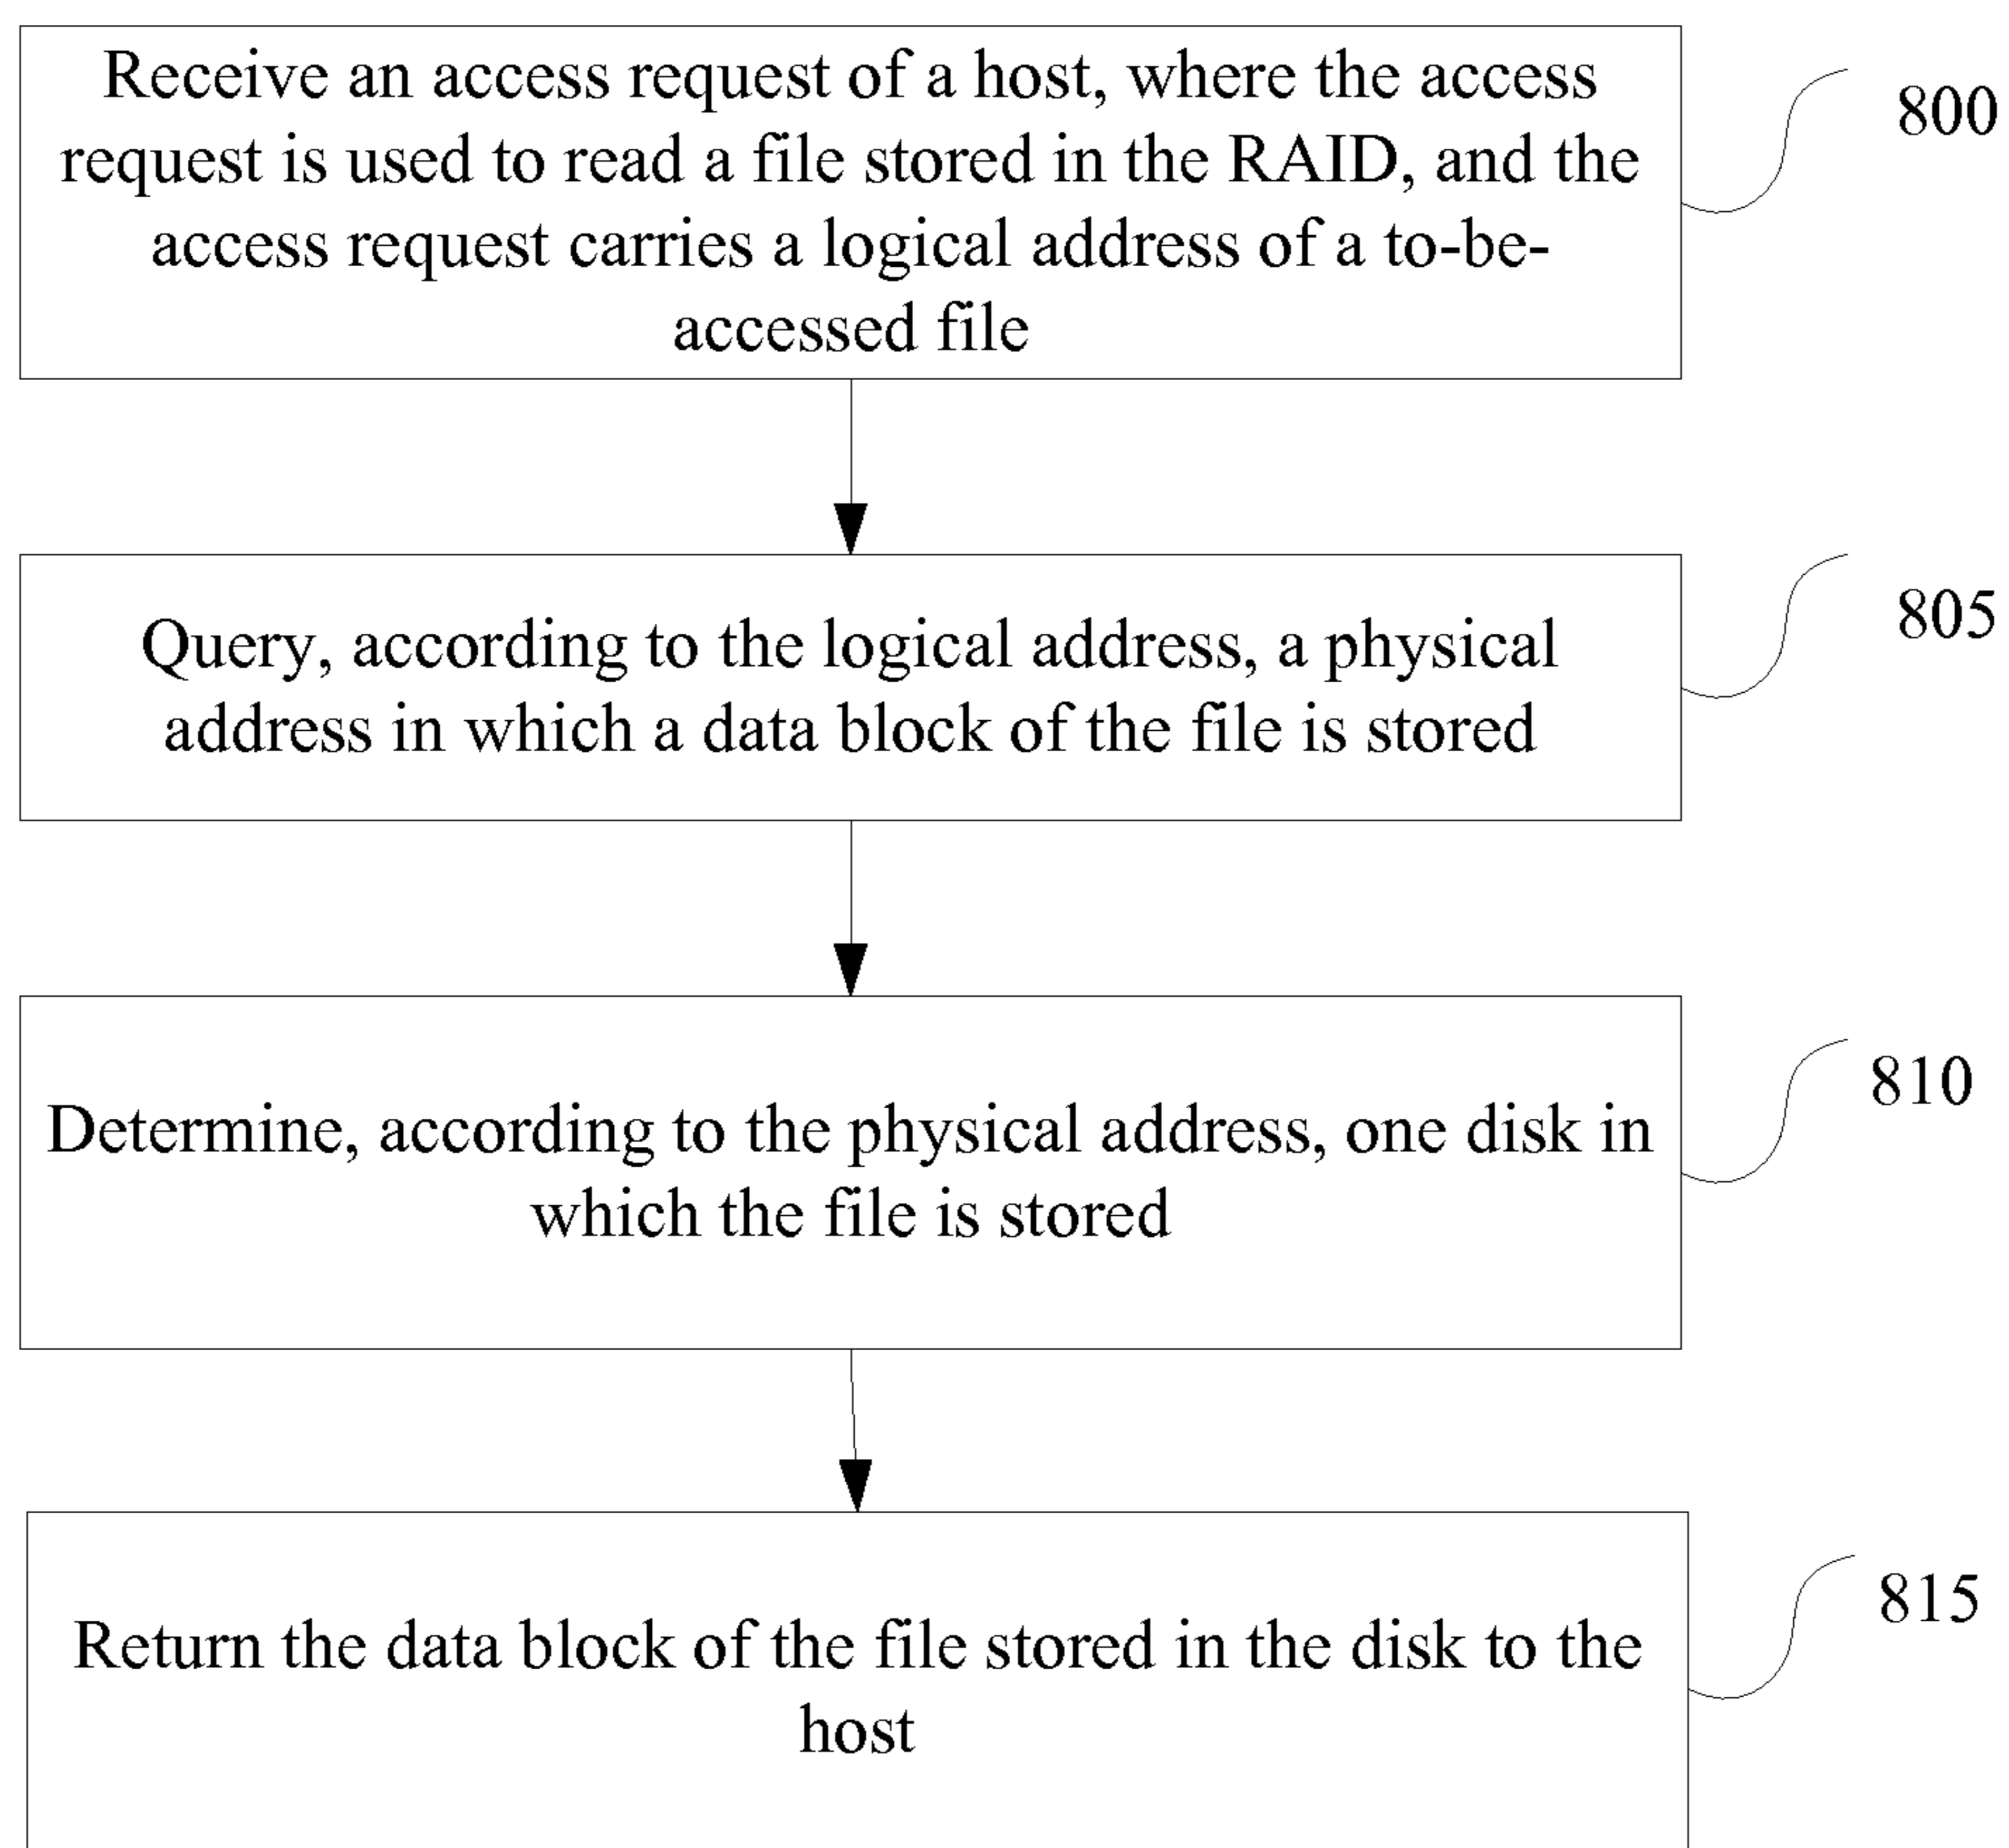 Receive an access request of a host, where the access
request is used to read a file stored in the RAID, and the
access request carries a logical address of a to-be-
accessed file
800
Query, according to the logical address, a physical
address in which a data block of the file is stored
805
Determine, according to the physical address, one disk in
which the file is stored
810
Return the data block of the file stored in the disk to the
host
815